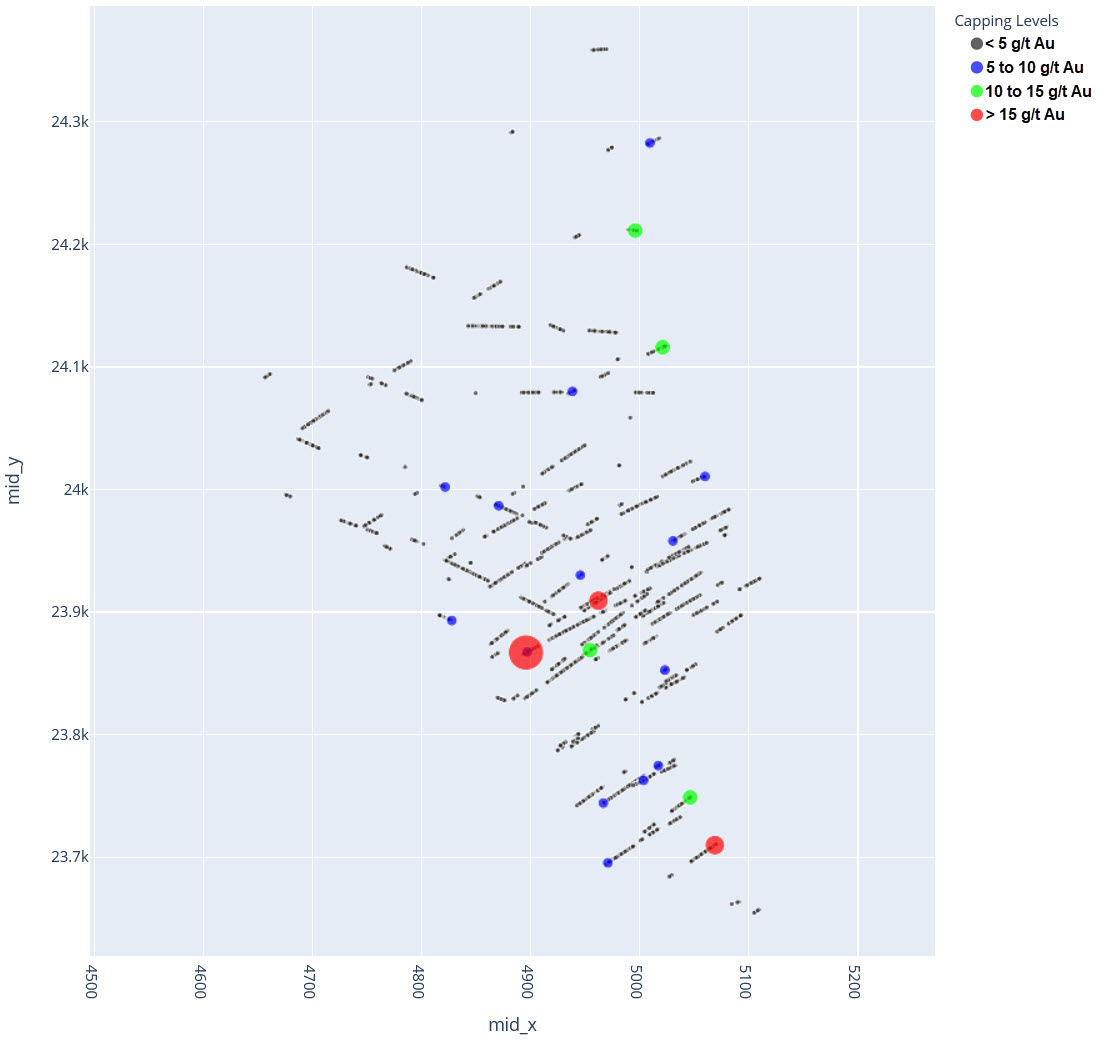 Capping Levels
< 5 g/t Au
5 to 10 g/t Au
10 to 15 g/t Au
> 15 g/t Au
24.3k
24.2k
24.1k
24k
23.9k
23.8k
23.7k
mid_y
4500
4600
4700
4800
4900
5000
5100
5200
mid_x